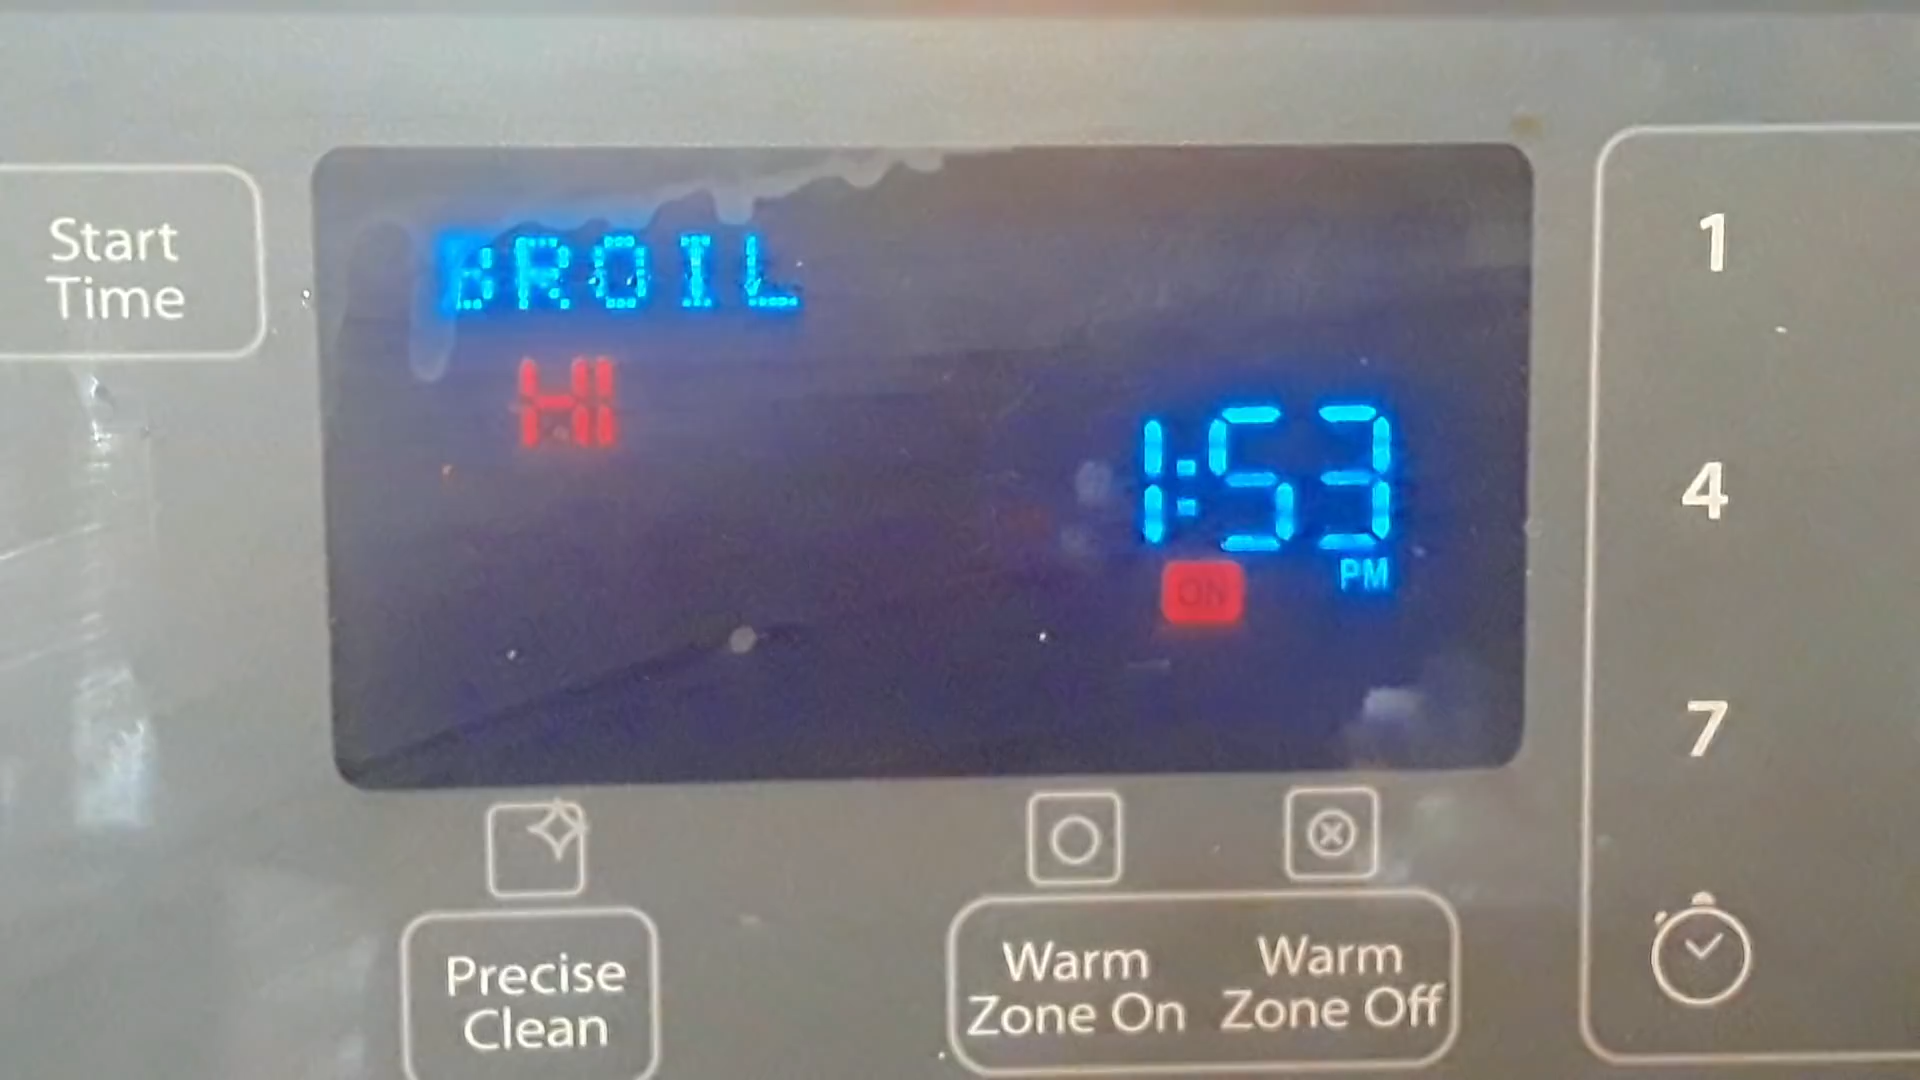 Start
Time
BROIL
HI
1:53
PM
ON
1
4
7
Precise
Clean
Warm
Zone On
Warm
Zone Off